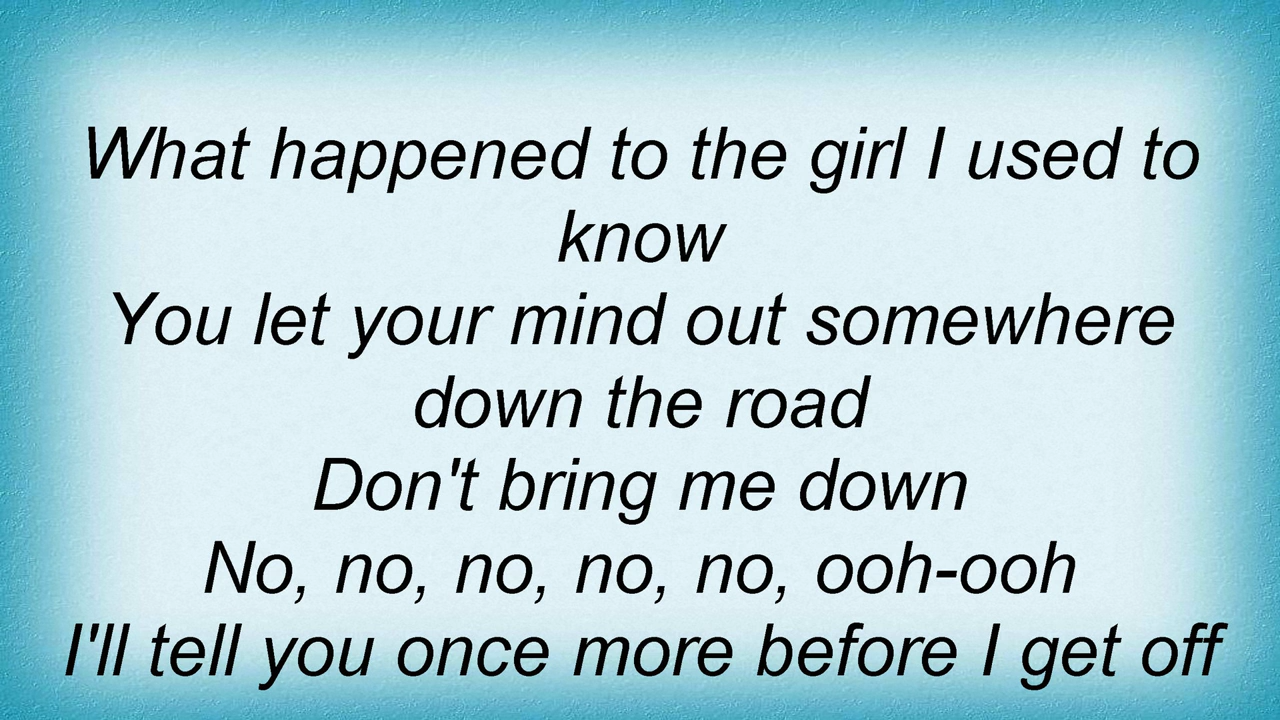 What happened to the girl I used to
know
You let your mind out somewhere
down the road
Don't bring me down
No, no, no, no, no, ooh-ooh
I'll tell you once more before I get off